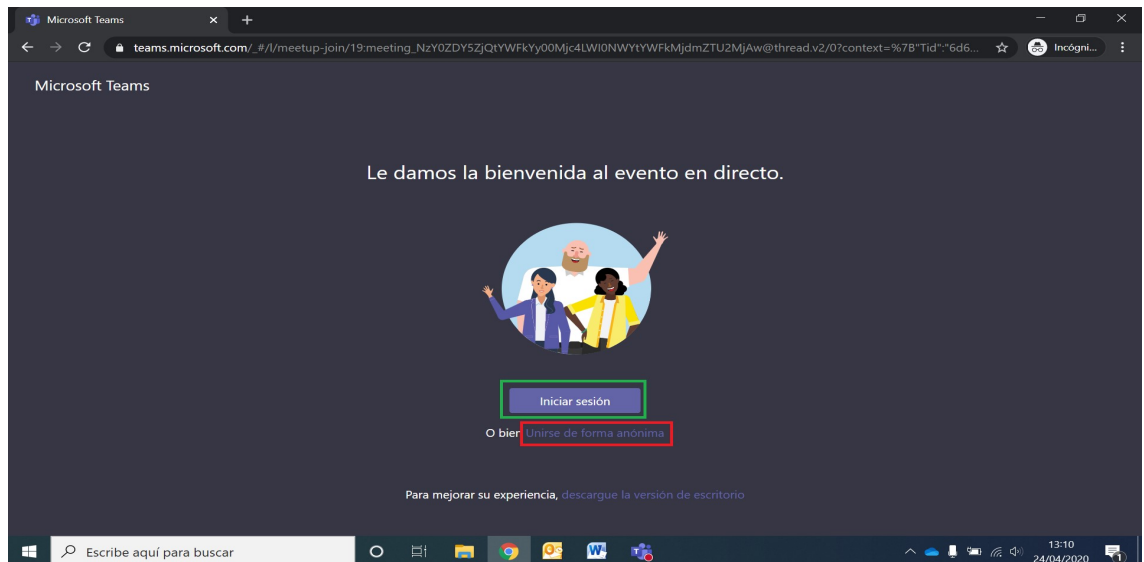 Microsoft Teams
teams.microsoft.com/_#/l/meetup-join/19:meeting_NzY0ZDY5ZjQtYWFkYy00Mjc4LWI0NWYtYWFkMjdmZTU2MjAw@thread.v2/0?context=%7B"Tid":"6d6...
Incógni...
Microsoft Teams
Le damos la bienvenida al evento en directo.
Iniciar sesión
O bien Unirse de forma anónima
Para mejorar su experiencia, descargue la versión de escritorio
Escribe aquí para buscar
13:10
24/04/2020